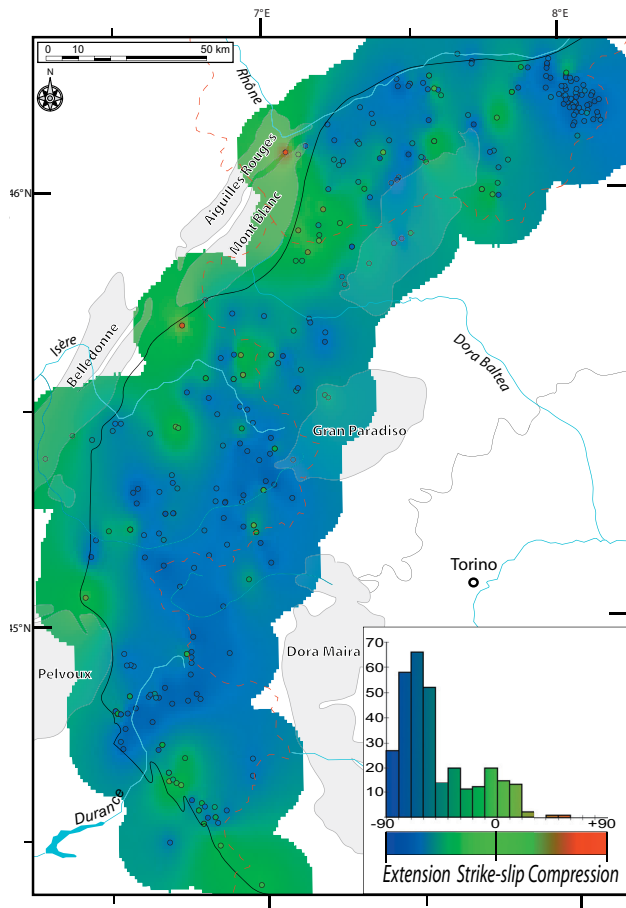 7°E 8°E
0 10 50 km
N
Rhône
Aiguilles Rouges
46°N
Mont Blanc
Isère
Belledonne
Dora Baltea
Gran Paradiso
Torino
45°N
Dora Maira
Pelvoux
Durance
70
60
50
40
30
20
10
-90 0 +90
Extension Strike-slip Compression